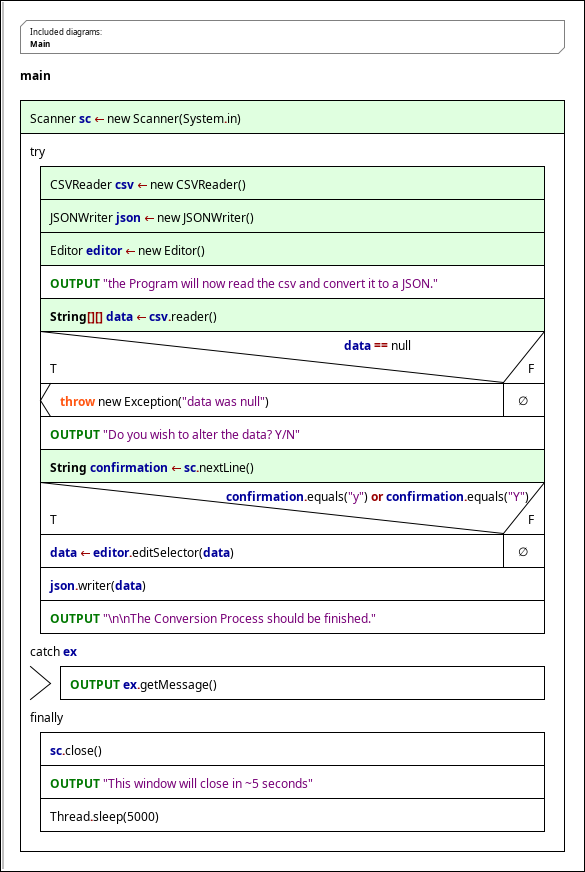 Included diagrams:
Main
main
Scanner sc ← new Scanner(System.in)
try
CSVReader csv ← new CSVReader()
JSONWriter json ← new JSONWriter()
Editor editor ← new Editor()
OUTPUT "the Program will now read the csv and convert it to a JSON."
String[][] data ← csv.reader()
data == null
T F
throw new Exception("data was null") ∅
OUTPUT "Do you wish to alter the data? Y/N"
String confirmation ← sc.nextLine()
confirmation.equals("y") or confirmation.equals("Y")
T F
data ← editor.editSelector(data) ∅
json.writer(data)
OUTPUT "\n\nThe Conversion Process should be finished."
catch ex
OUTPUT ex.getMessage()
finally
sc.close()
OUTPUT "This window will close in ~5 seconds"
Thread.sleep(5000)